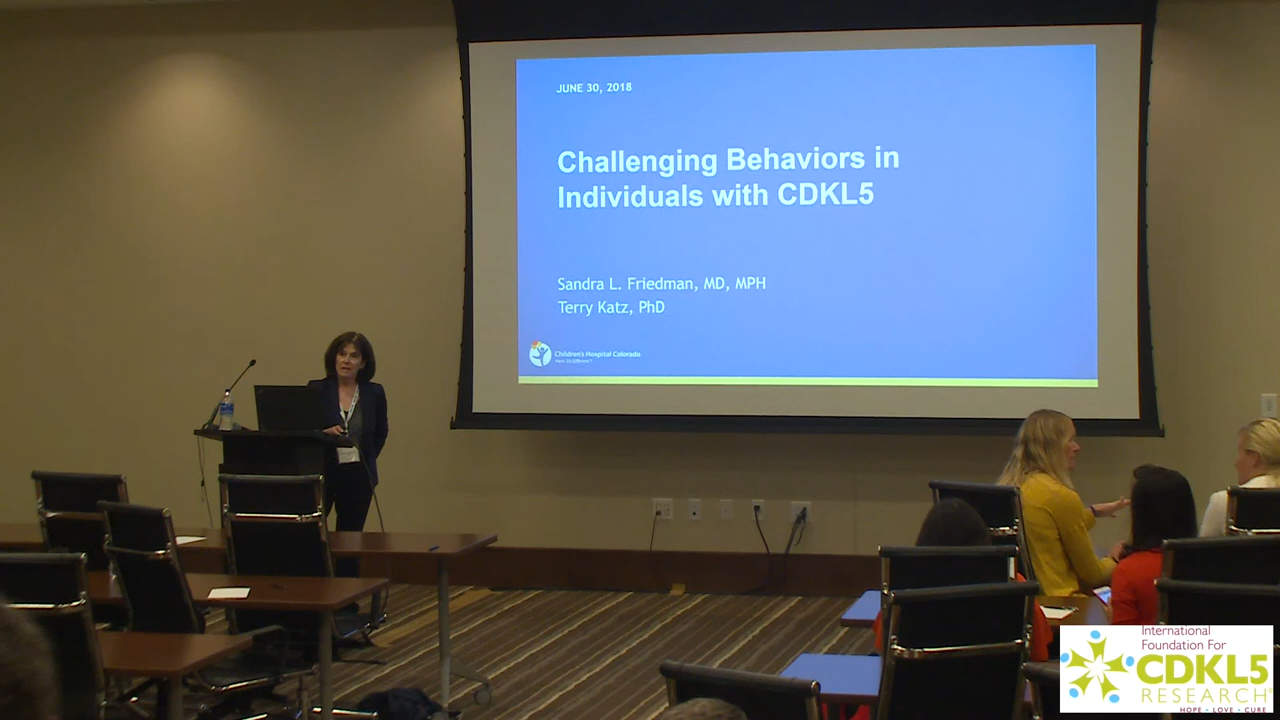 JUNE 30, 2018
Challenging Behaviors in
Individuals with CDKL5
Sandra L. Friedman, MD, MPH
Terry Katz, PhD
Children's Hospital Colorado
International
Foundation For
CDKL5
RESEARCH
HOPE • LOVE • CURE